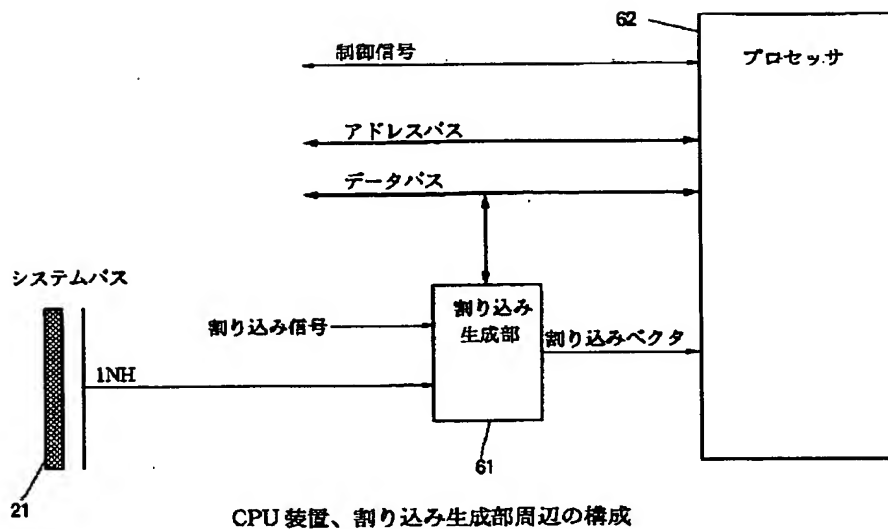 62
制御信号
プロセッサ
アドレスバス
データバス
システムバス
割り込み
生成部
割り込み信号
割り込みベクタ
1NH
61
21
CPU装置、割り込み生成部周辺の構成